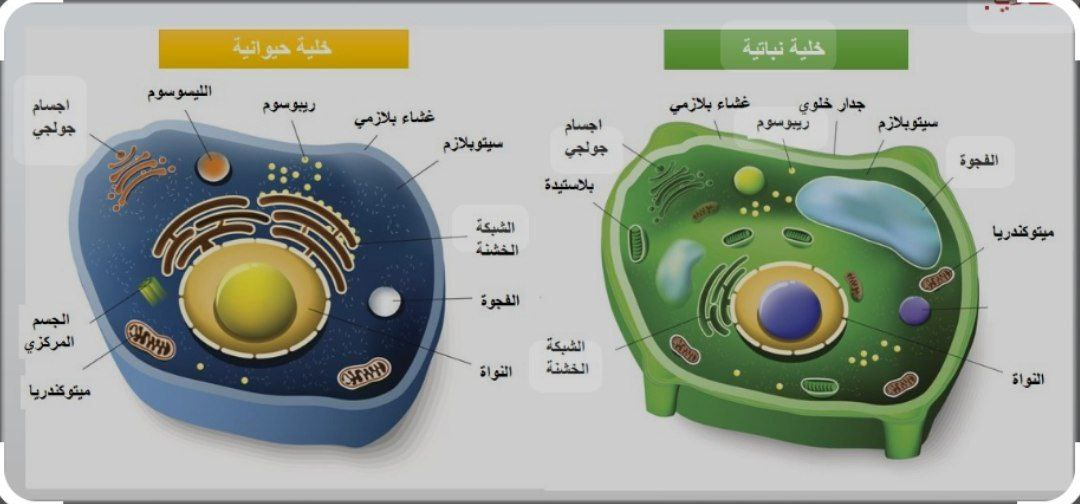 خلية نباتية
خلية حيوانية
جدار خلوي
غشاء بلازمي
ريبوسوم
سيتوبلازم
اجسام
جولجي
الفجوة
بلاستيدة
ميتوكندريا
الشبكة
الخشنة
النواة
الليسوسوم
ريبوسوم
اجسام
جولجي
غشاء بلازمي
سيتوبلازم
الشبكة
الخشنة
الفجوة
الجسم
المركزي
النواة
ميتوكندريا